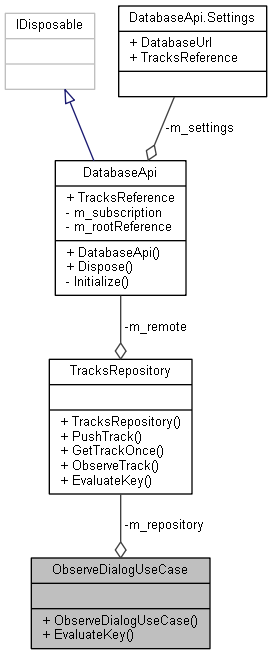 IDisposable
DatabaseApi.Settings
+ DatabaseUrl
+ TracksReference
-m_settings
DatabaseApi
+ TracksReference
- m_subscription
- m_rootReference
+ DatabaseApi()
+ Dispose()
- Initialize()
-m_remote
TracksRepository
+ TracksRepository()
+ PushTrack()
+ GetTrackOnce()
+ ObserveTrack()
+ EvaluateKey()
-m_repository
ObserveDialogUseCase
+ ObserveDialogUseCase()
+ EvaluateKey()